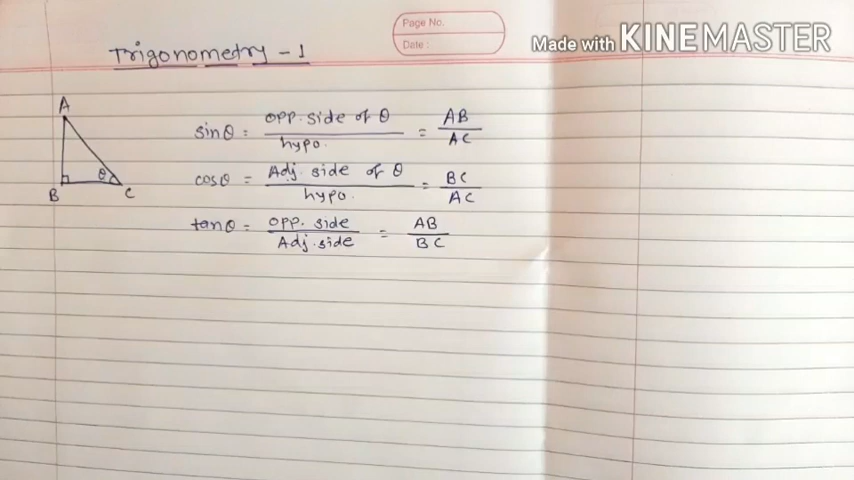 Page No.
Date :
Made with KINEMASTER
Trigonometry - 1
A
B
C
θ
sinθ = opp. side of θ / hypo. = AB / AC
cosθ = Adj. side of θ / hypo. = BC / AC
tanθ = opp. side / Adj. side = AB / BC